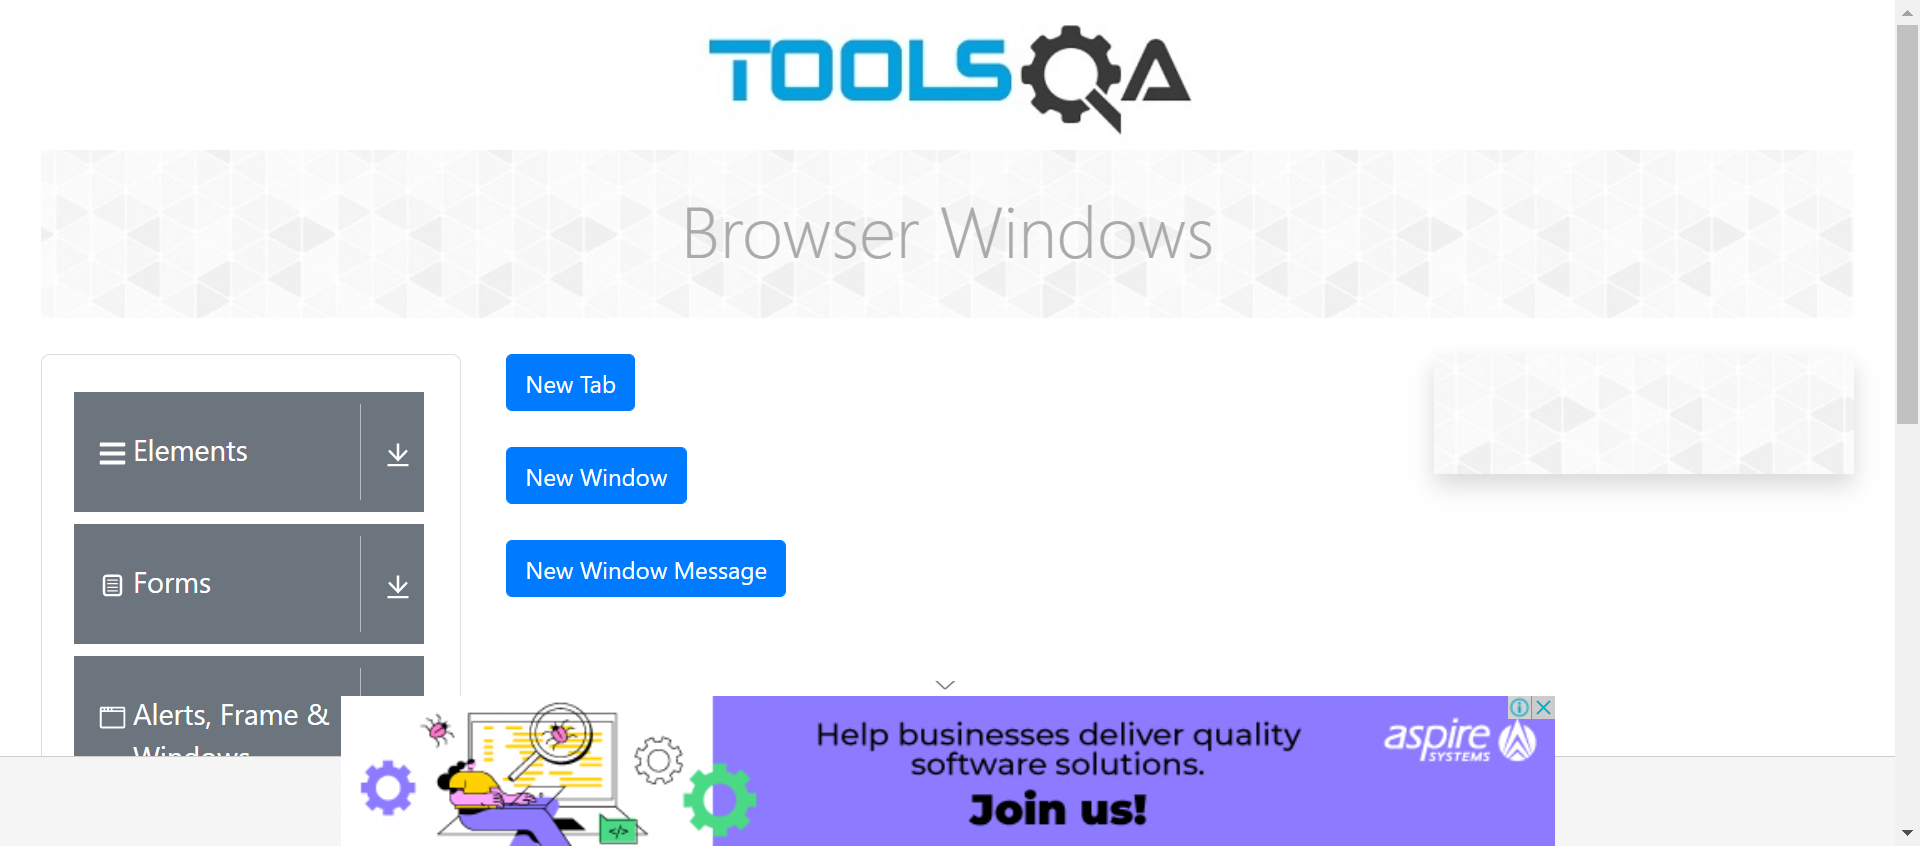 TOOLSQA
Browser Windows
Elements
Forms
Alerts, Frame &
Windows
New Tab
New Window
New Window Message
Help businesses deliver quality
software solutions.
Join us!
aspire
SYSTEMS
</>